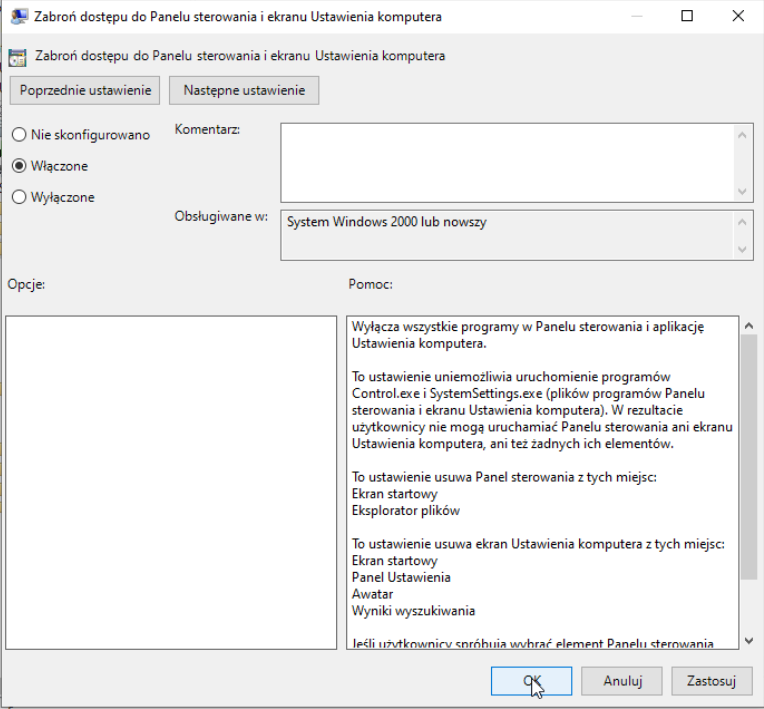 Zabroń dostępu do Panelu sterowania i ekranu Ustawienia komputera
Zabroń dostępu do Panelu sterowania i ekranu Ustawienia komputera
Poprzednie ustawienie
Następne ustawienie
Nie skonfigurowano
Włączone
Wyłączone
Komentarz:
Obsługiwane w:
System Windows 2000 lub nowszy
Opcje:
Pomoc:
Wyłącza wszystkie programy w Panelu sterowania i aplikację
Ustawienia komputera.
To ustawienie uniemożliwia uruchomienie programów
Control.exe i SystemSettings.exe (plików programów Panelu
sterowania i ekranu Ustawienia komputera). W rezultacie
użytkownicy nie mogą uruchamiać Panelu sterowania ani ekranu
Ustawienia komputera, ani też żadnych ich elementów.
To ustawienie usuwa Panel sterowania z tych miejsc:
Ekran startowy
Eksplorator plików
To ustawienie usuwa ekran Ustawienia komputera z tych miejsc:
Ekran startowy
Panel Ustawienia
Awatar
Wyniki wyszukiwania
Jeśli użytkownicy spróbują wybrać element Panelu sterowania
OK
Anuluj
Zastosuj